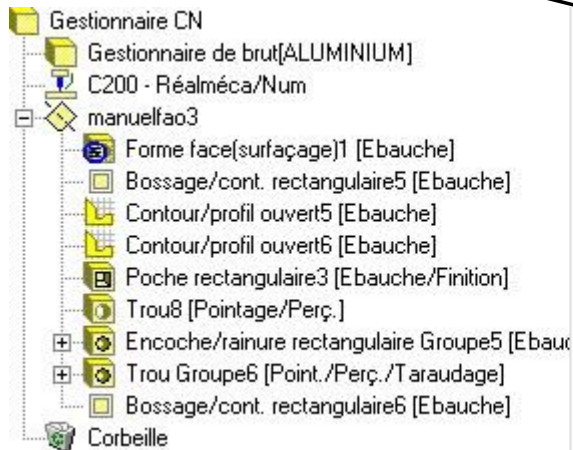 Gestionnaire CN
Gestionnaire de brut[ALUMINIUM]
C200 - Réalméca/Num
manuelfao3
Forme face(surfaçage)1 [Ebauche]
Bossage/cont. rectangulaire5 [Ebauche]
Contour/profil ouvert5 [Ebauche]
Contour/profil ouvert6 [Ebauche]
Poche rectangulaire3 [Ebauche/Finition]
Trou8 [Pointage/Perç.]
Encoche/rainure rectangulaire Groupe5 [Ebau
Trou Groupe6 [Point./Perç./Taraudage]
Bossage/cont. rectangulaire6 [Ebauche]
Corbeille